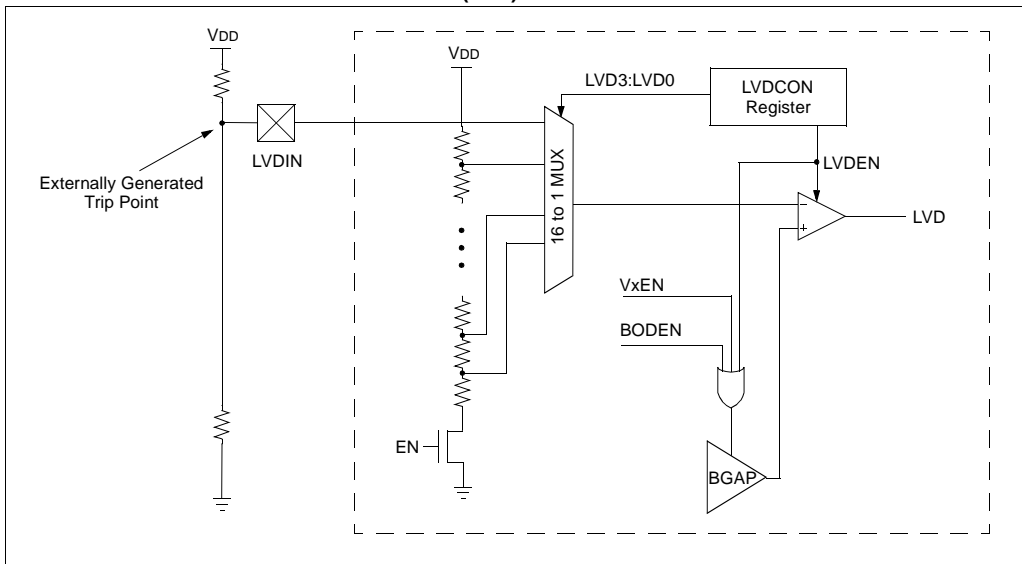 VDD
VDD
LVD3:LVD0
LVDCON
Register
LVDIN
LVDEN
Externally Generated
Trip Point
16 to 1 MUX
−
+
LVD
VxEN
BODEN
EN
BGAP